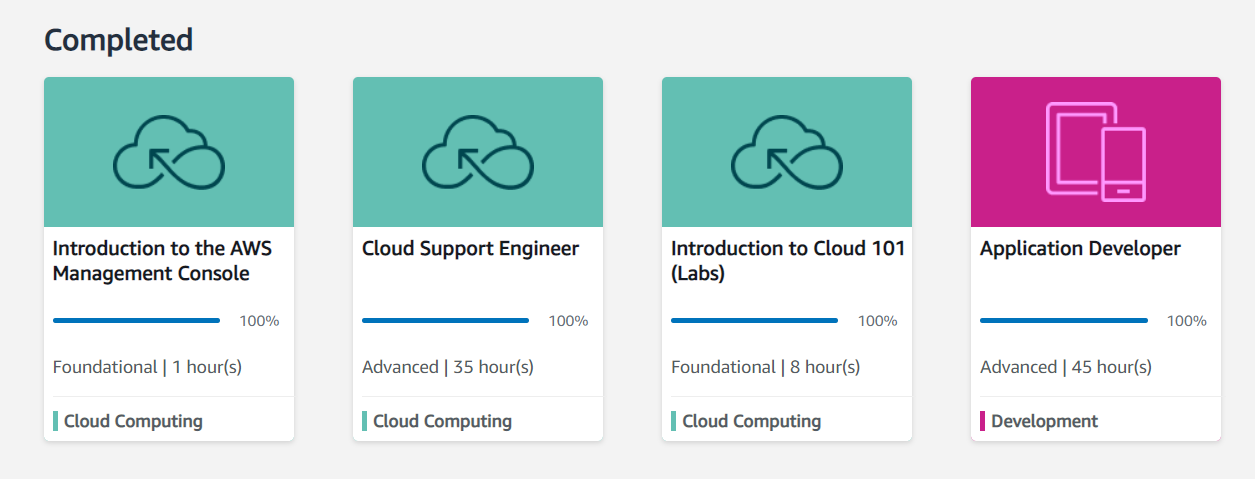 Completed
Introduction to the AWS
Management Console
100%
Foundational | 1 hour(s)
Cloud Computing
Cloud Support Engineer
100%
Advanced | 35 hour(s)
Cloud Computing
Introduction to Cloud 101
(Labs)
100%
Foundational | 8 hour(s)
Cloud Computing
Application Developer
100%
Advanced | 45 hour(s)
Development